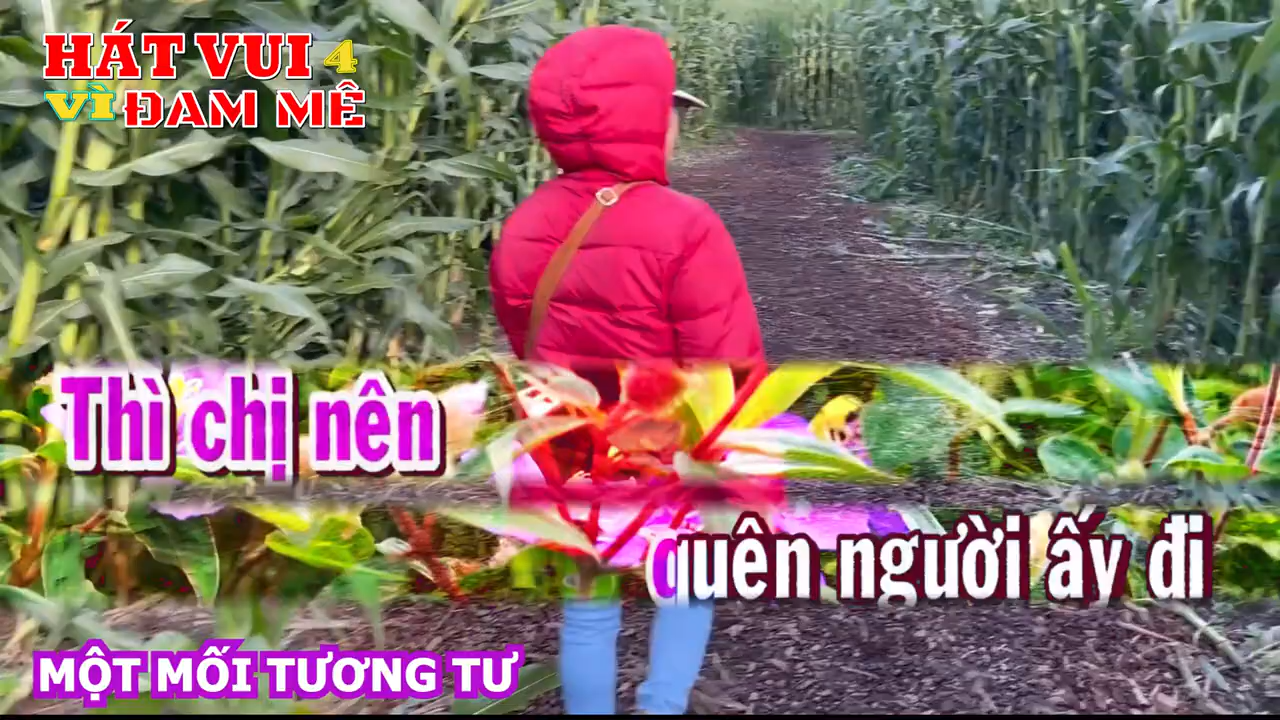 HÁT VUI 4
VÌ ĐAM MÊ
Thì chị nên
quên người ấy đi
MỘT MỐI TƯƠNG TƯ